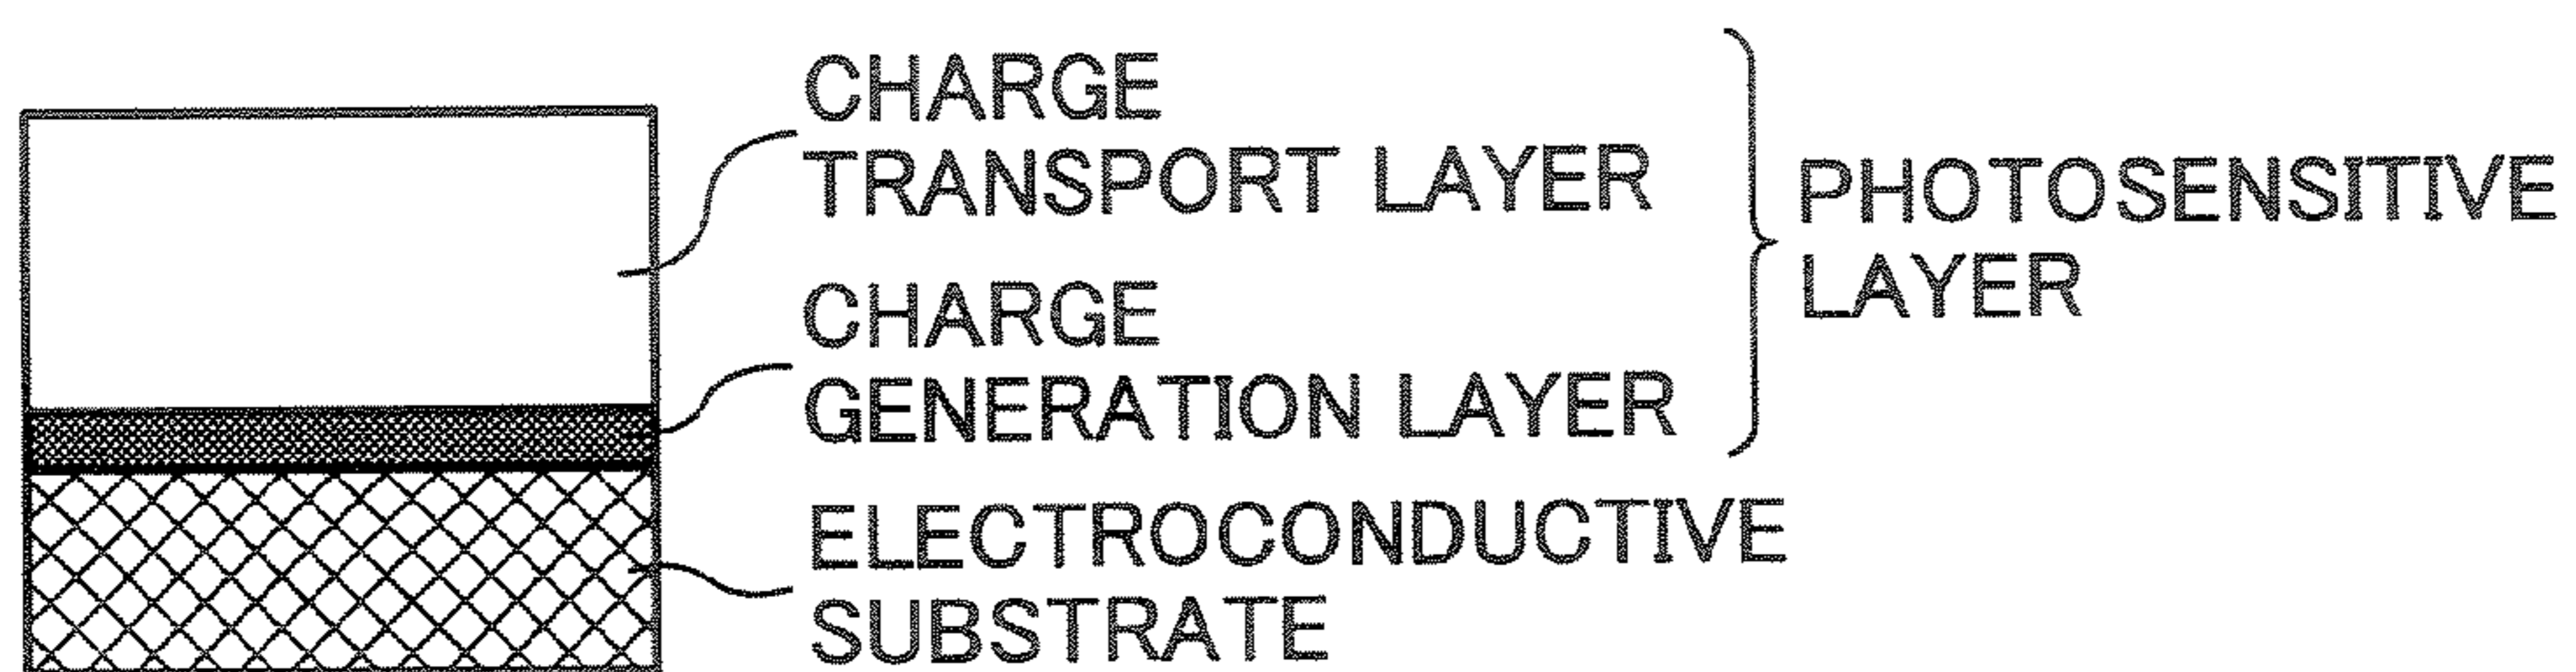 CHARGE
TRANSPORT LAYER
CHARGE
GENERATION LAYER
PHOTOSENSITIVE
LAYER
ELECTROCONDUCTIVE
SUBSTRATE